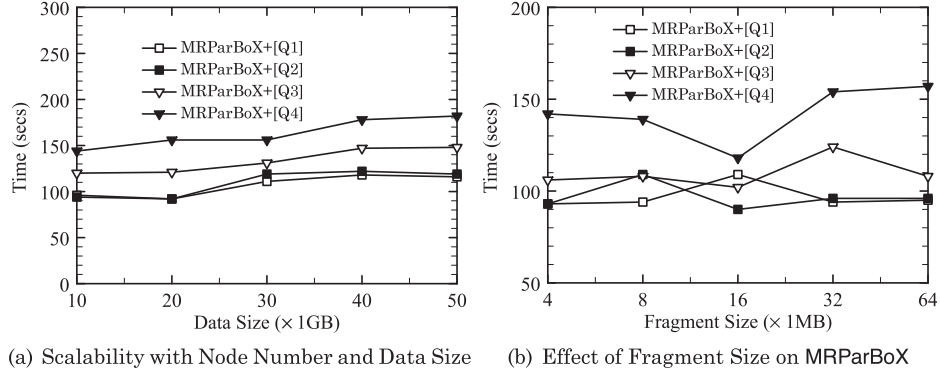 300
250
200
150
100
50
0
Time (secs)
MRParBoX+[Q1]
MRParBoX+[Q2]
MRParBoX+[Q3]
MRParBoX+[Q4]
10 20 30 40 50
Data Size (× 1GB)
(a) Scalability with Node Number and Data Size
200
150
100
50
Time (secs)
MRParBoX+[Q1]
MRParBoX+[Q2]
MRParBoX+[Q3]
MRParBoX+[Q4]
4 8 16 32 64
Fragment Size (× 1MB)
(b) Effect of Fragment Size on MRParBoX